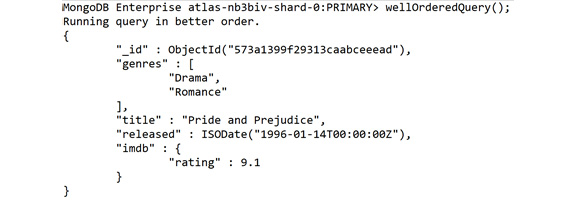 MongoDB Enterprise atlas-nb3biv-shard-0:PRIMARY> wellOrderedQuery();
Running query in better order.
{
        "_id" : ObjectId("573a1399f29313caabceeead"),
        "genres" : [
                "Drama",
                "Romance"
        ],
        "title" : "Pride and Prejudice",
        "released" : ISODate("1996-01-14T00:00:00Z"),
        "imdb" : {
                "rating" : 9.1
        }
}